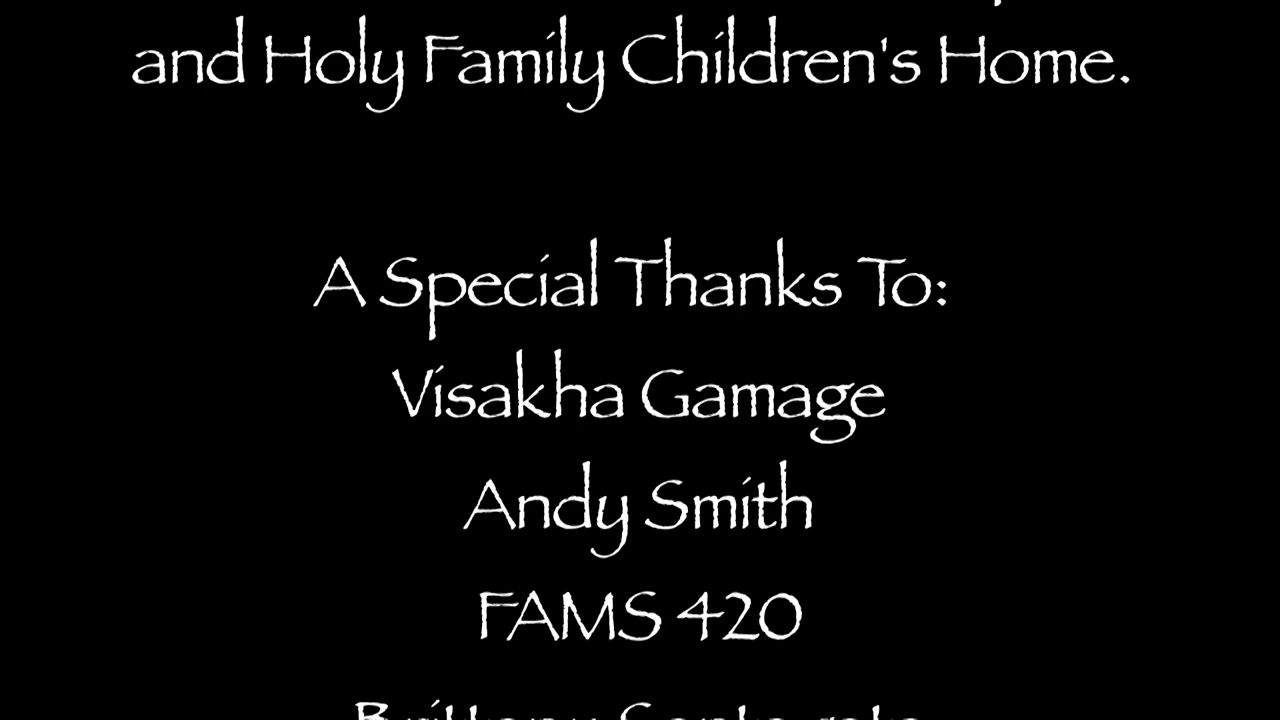 and Holy Family Children's Home.
A Special Thanks To:
Visakha Gamage
Andy Smith
FAMS 420